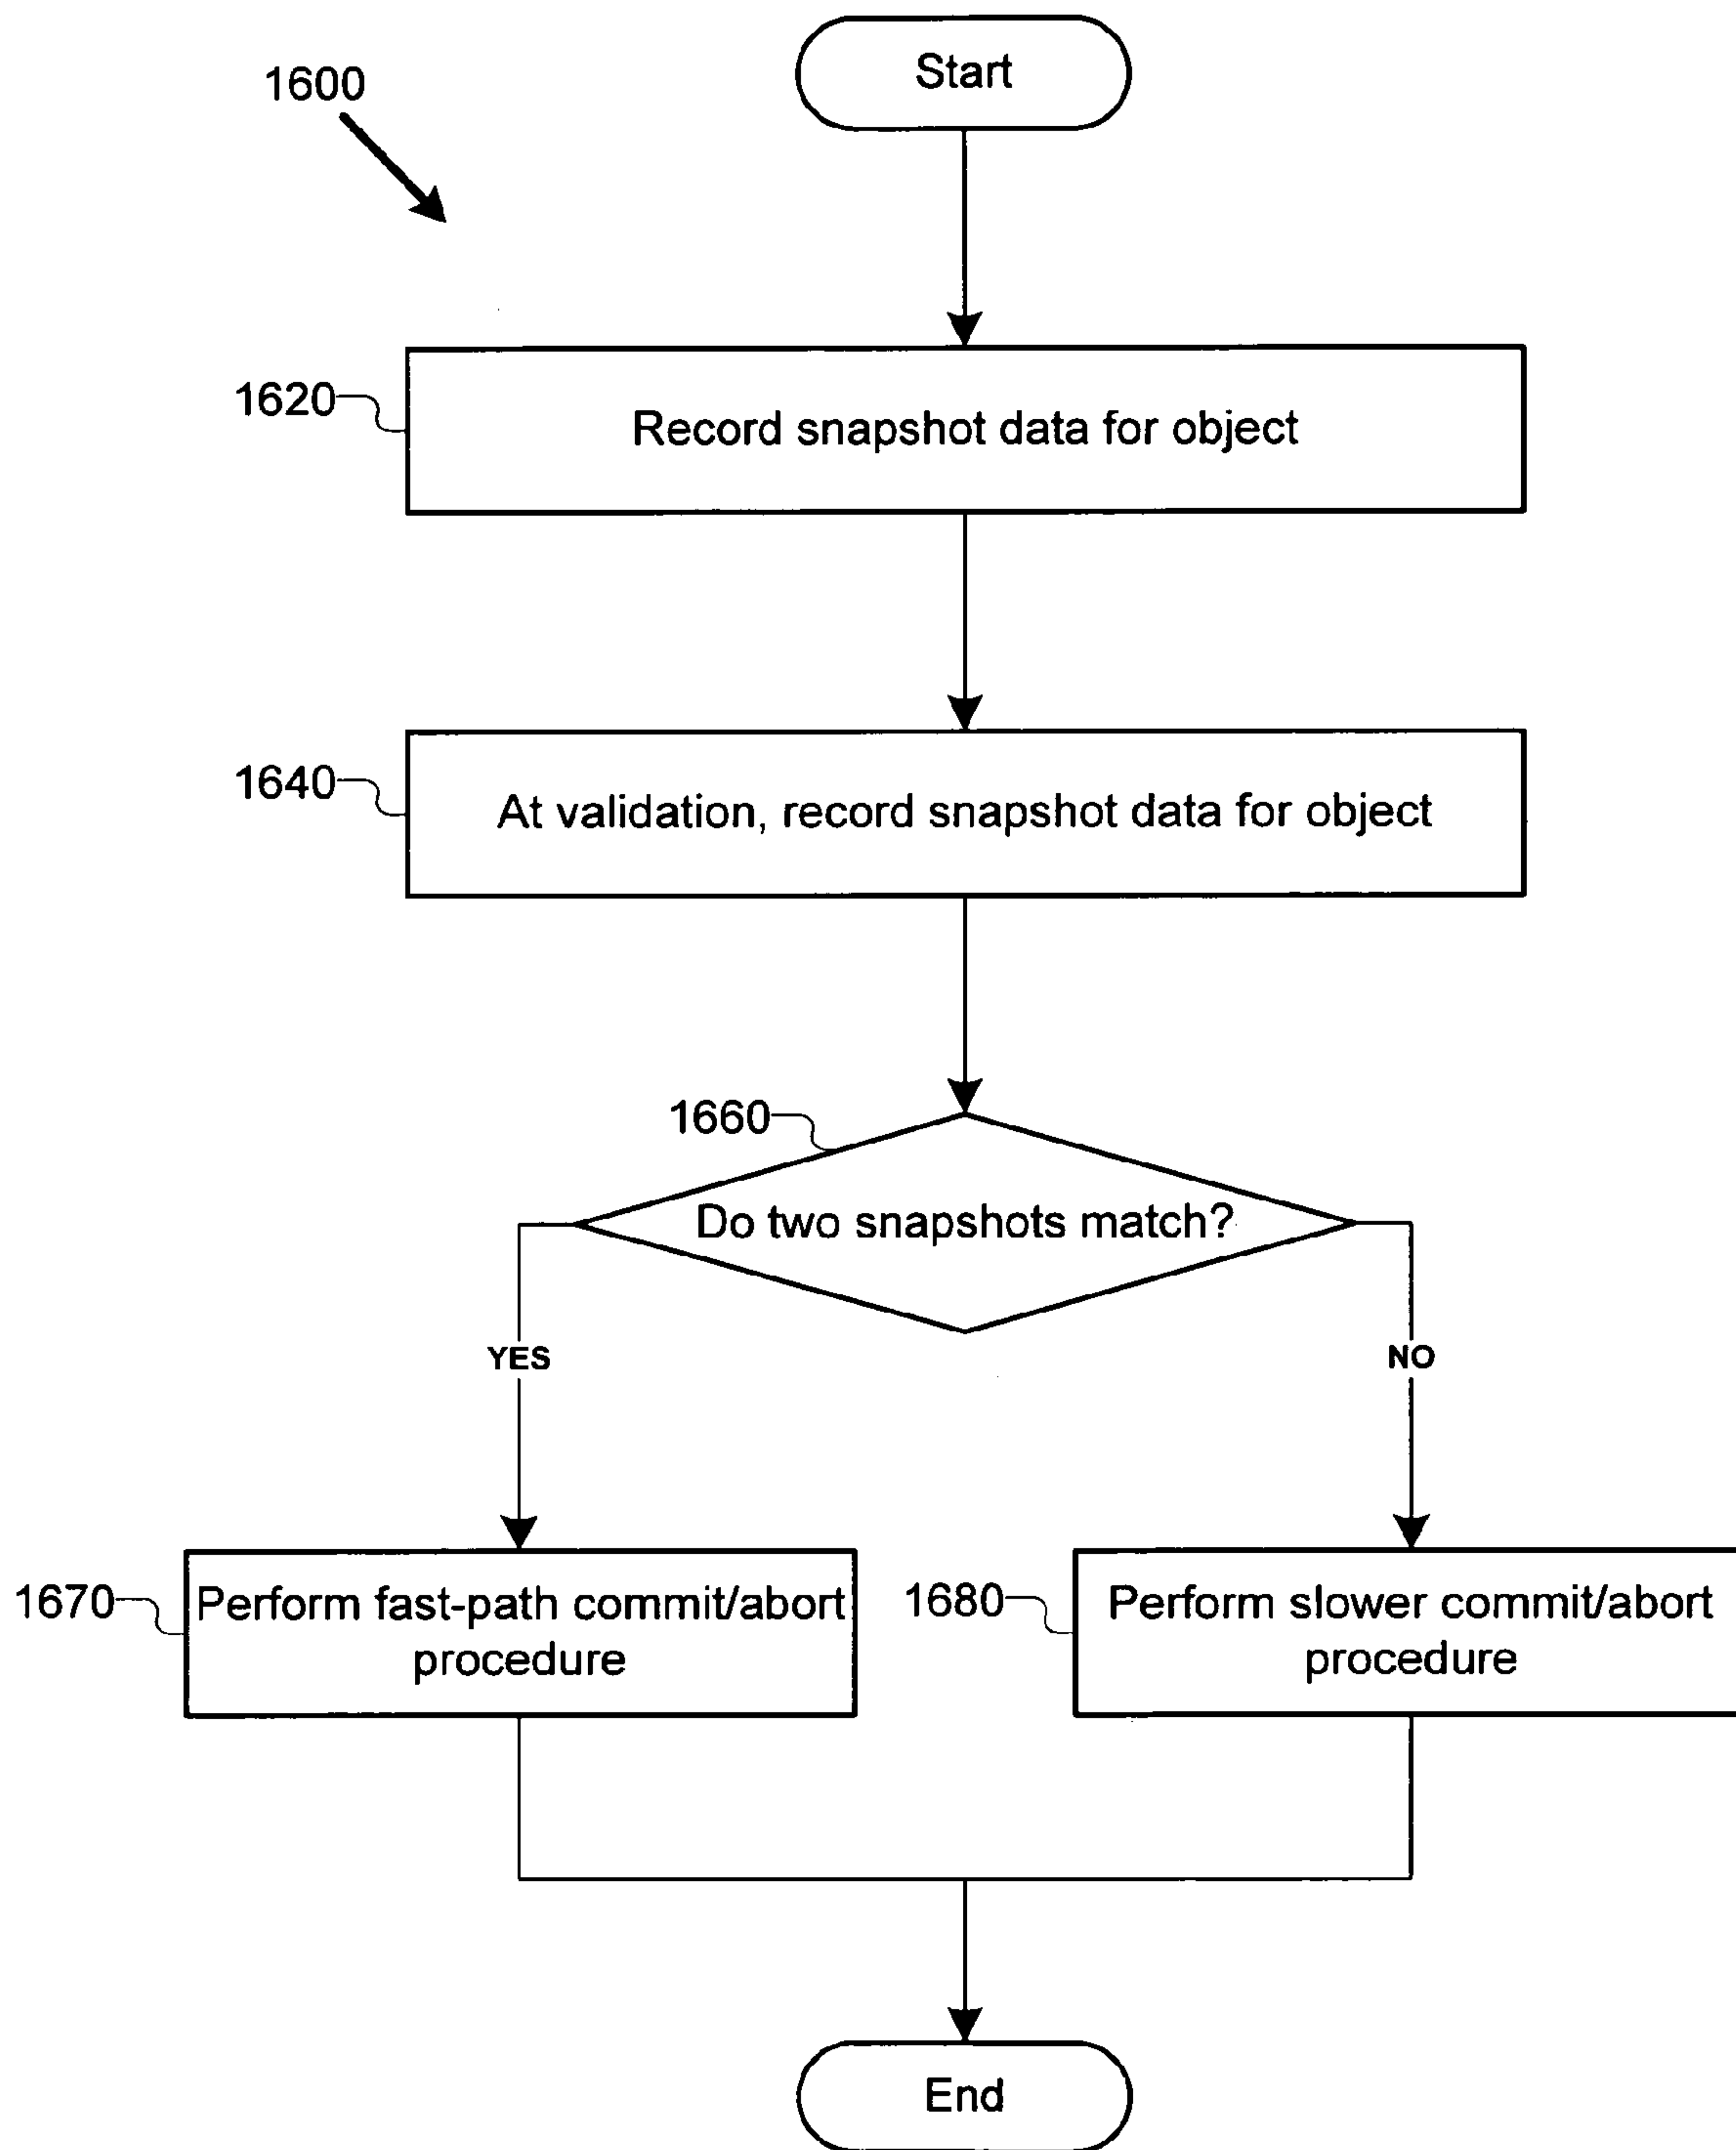 Start
1600
1620
Record snapshot data for object
1640
At validation, record snapshot data for object
1660
Do two snapshots match?
YES
NO
1670
Perform fast-path commit/abort
procedure
1680
Perform slower commit/abort
procedure
End